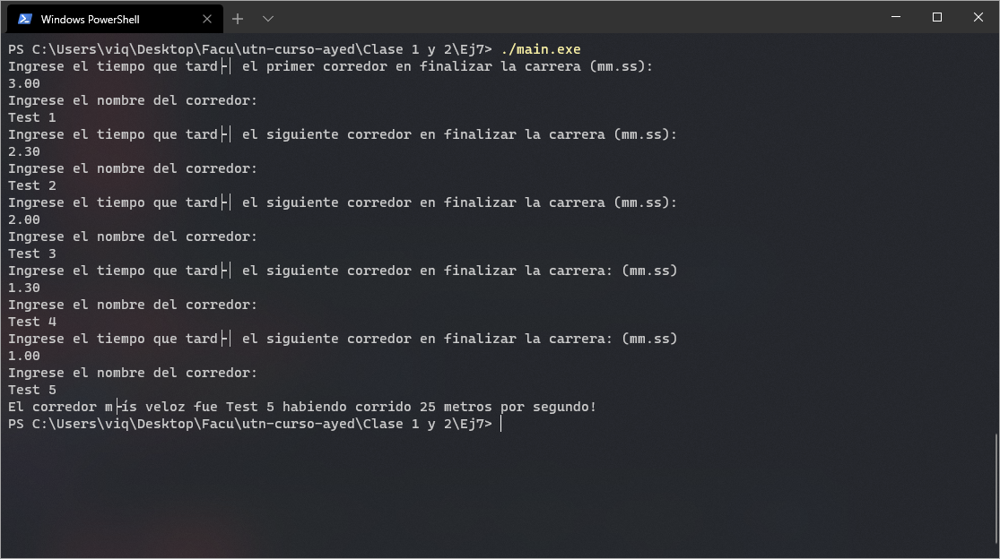 Windows PowerShell
PS C:\Users\viq\Desktop\Facu\utn-curso-ayed\Clase 1 y 2\Ej7> ./main.exe
Ingrese el tiempo que tard├│ el primer corredor en finalizar la carrera (mm.ss):
3.00
Ingrese el nombre del corredor:
Test 1
Ingrese el tiempo que tard├│ el siguiente corredor en finalizar la carrera (mm.ss):
2.30
Ingrese el nombre del corredor:
Test 2
Ingrese el tiempo que tard├│ el siguiente corredor en finalizar la carrera (mm.ss):
2.00
Ingrese el nombre del corredor:
Test 3
Ingrese el tiempo que tard├│ el siguiente corredor en finalizar la carrera: (mm.ss)
1.30
Ingrese el nombre del corredor:
Test 4
Ingrese el tiempo que tard├│ el siguiente corredor en finalizar la carrera: (mm.ss)
1.00
Ingrese el nombre del corredor:
Test 5
El corredor m├ís veloz fue Test 5 habiendo corrido 25 metros por segundo!
PS C:\Users\viq\Desktop\Facu\utn-curso-ayed\Clase 1 y 2\Ej7>